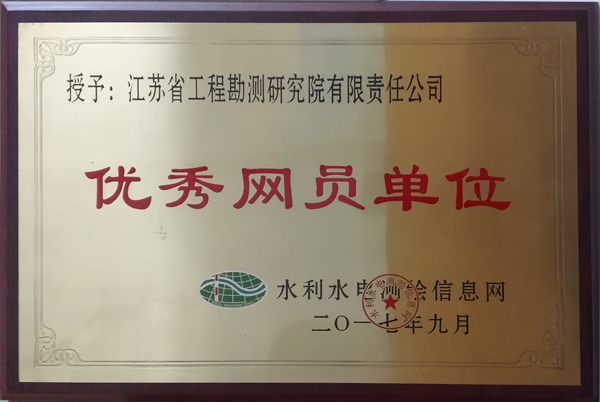 授予：江苏省工程勘测研究院有限责任公司
优秀网员单位
水利水电测绘信息网
二〇一七年九月